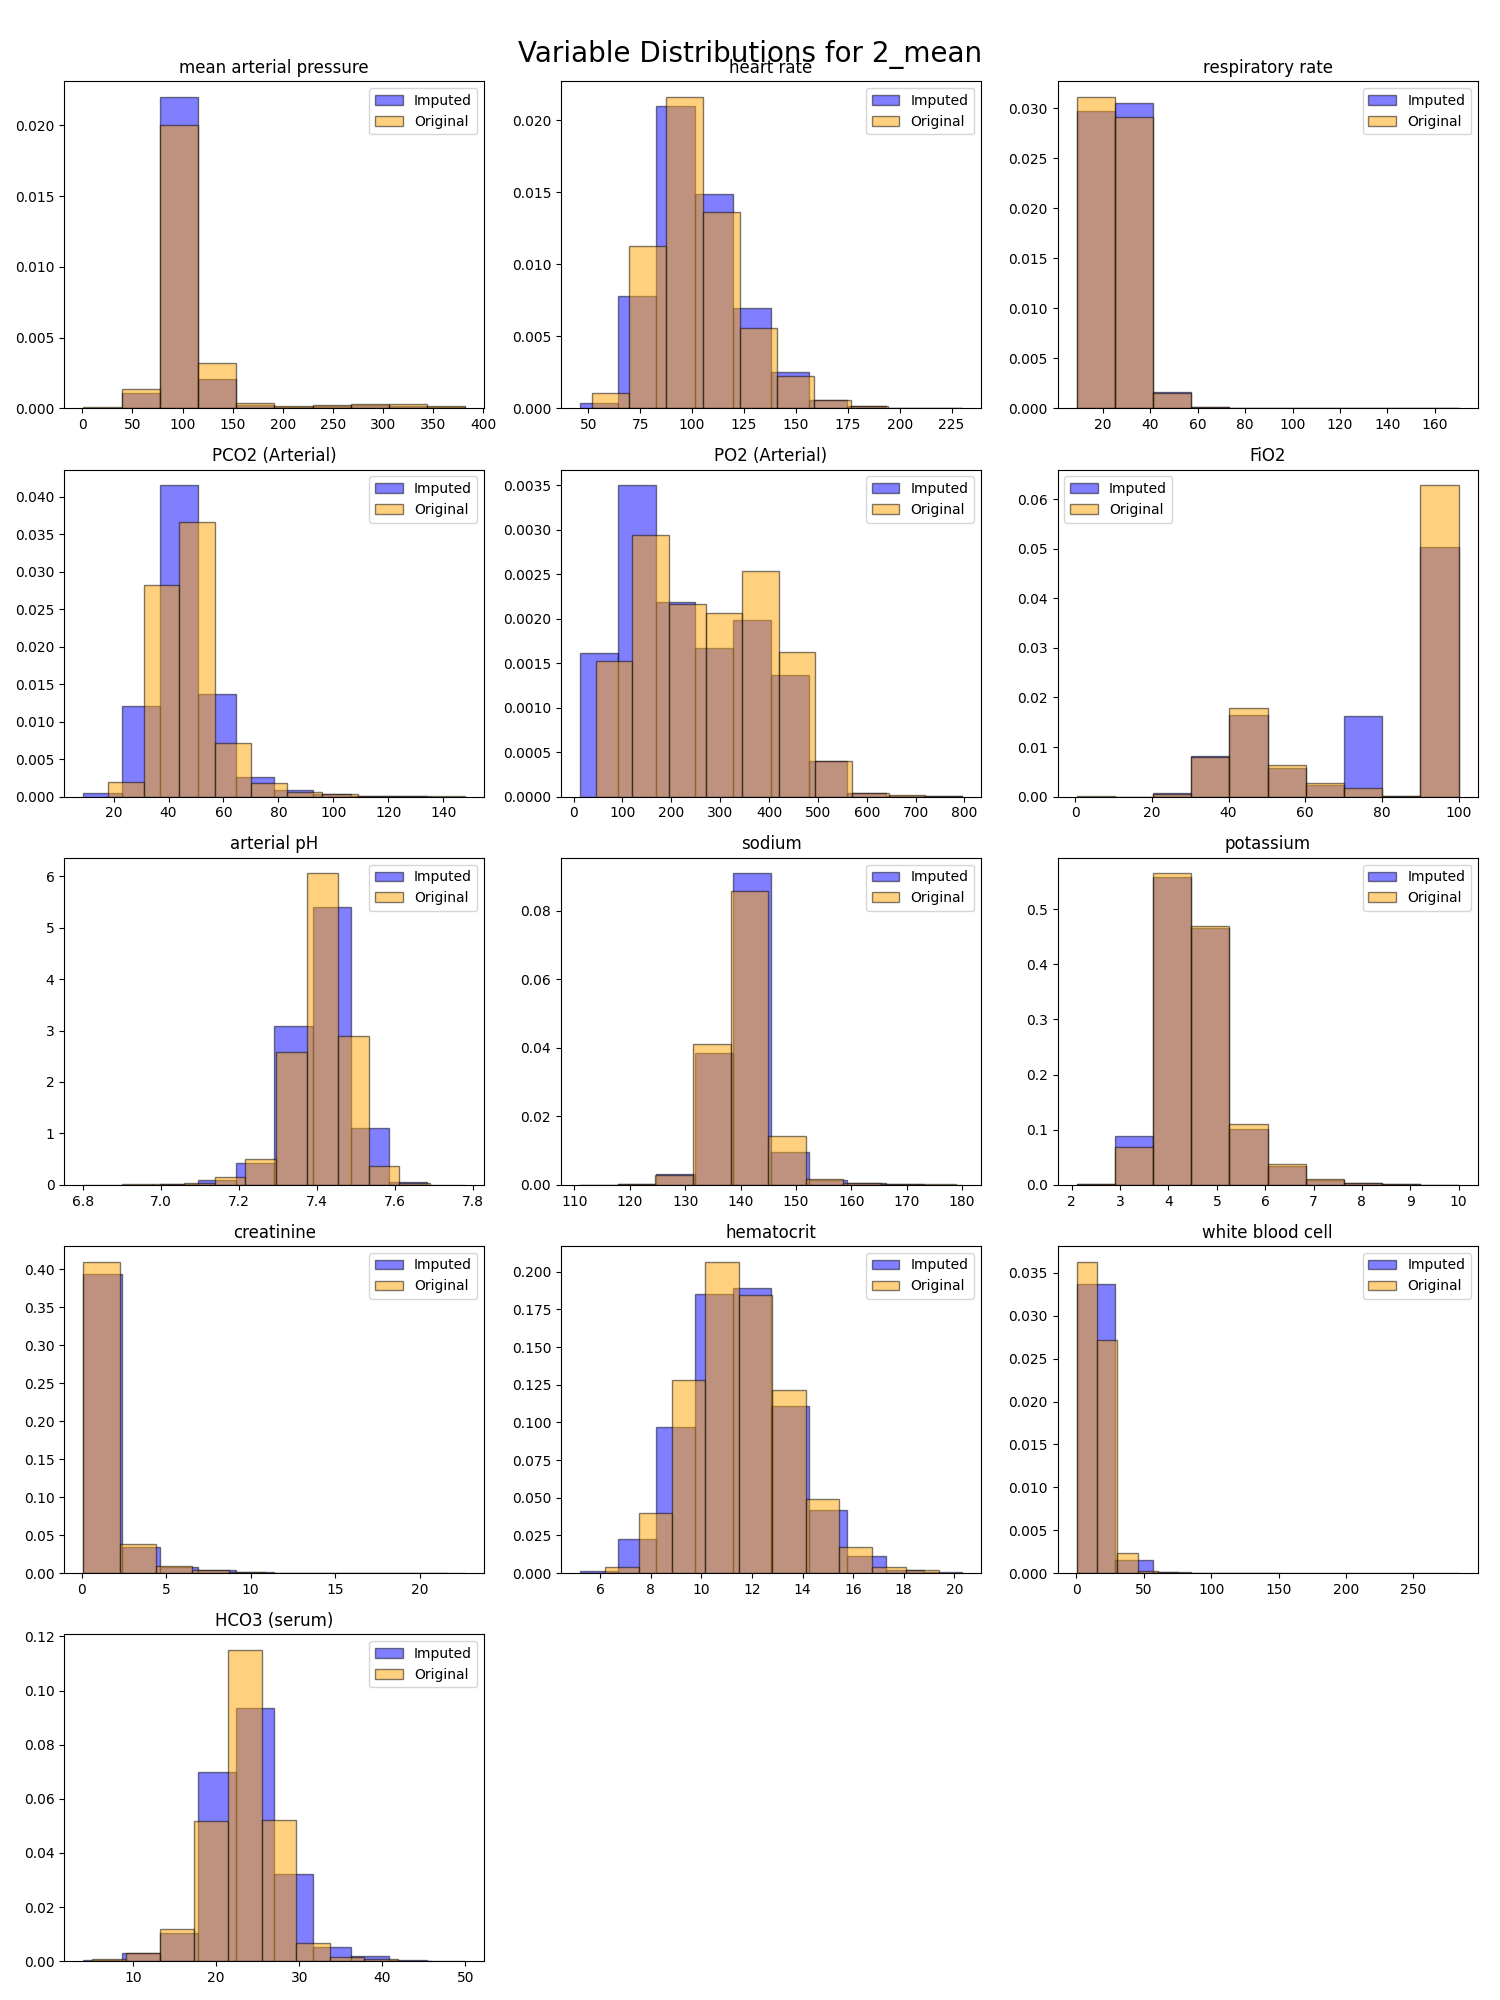 Variable Distributions for 2_mean
mean arterial pressure
Imputed
Original
0.020
0.015
0.010
0.005
0.000
0 50 100 150 200 250 300 350 400
heart rate
Imputed
Original
0.020
0.015
0.010
0.005
0.000
50 75 100 125 150 175 200 225
respiratory rate
Imputed
Original
0.030
0.025
0.020
0.015
0.010
0.005
0.000
20 40 60 80 100 120 140 160
PCO2 (Arterial)
Imputed
Original
0.040
0.035
0.030
0.025
0.020
0.015
0.010
0.005
0.000
20 40 60 80 100 120 140
PO2 (Arterial)
Imputed
Original
0.0035
0.0030
0.0025
0.0020
0.0015
0.0010
0.0005
0.0000
0 100 200 300 400 500 600 700 800
FiO2
Imputed
Original
0.06
0.05
0.04
0.03
0.02
0.01
0.00
0 20 40 60 80 100
arterial pH
Imputed
Original
6
5
4
3
2
1
0
6.8 7.0 7.2 7.4 7.6 7.8
sodium
Imputed
Original
0.08
0.06
0.04
0.02
0.00
110 120 130 140 150 160 170 180
potassium
Imputed
Original
0.5
0.4
0.3
0.2
0.1
0.0
2 3 4 5 6 7 8 9 10
creatinine
Imputed
Original
0.40
0.35
0.30
0.25
0.20
0.15
0.10
0.05
0.00
0 5 10 15 20
hematocrit
Imputed
Original
0.200
0.175
0.150
0.125
0.100
0.075
0.050
0.025
0.000
6 8 10 12 14 16 18 20
white blood cell
Imputed
Original
0.035
0.030
0.025
0.020
0.015
0.010
0.005
0.000
0 50 100 150 200 250
HCO3 (serum)
Imputed
Original
0.12
0.10
0.08
0.06
0.04
0.02
0.00
10 20 30 40 50